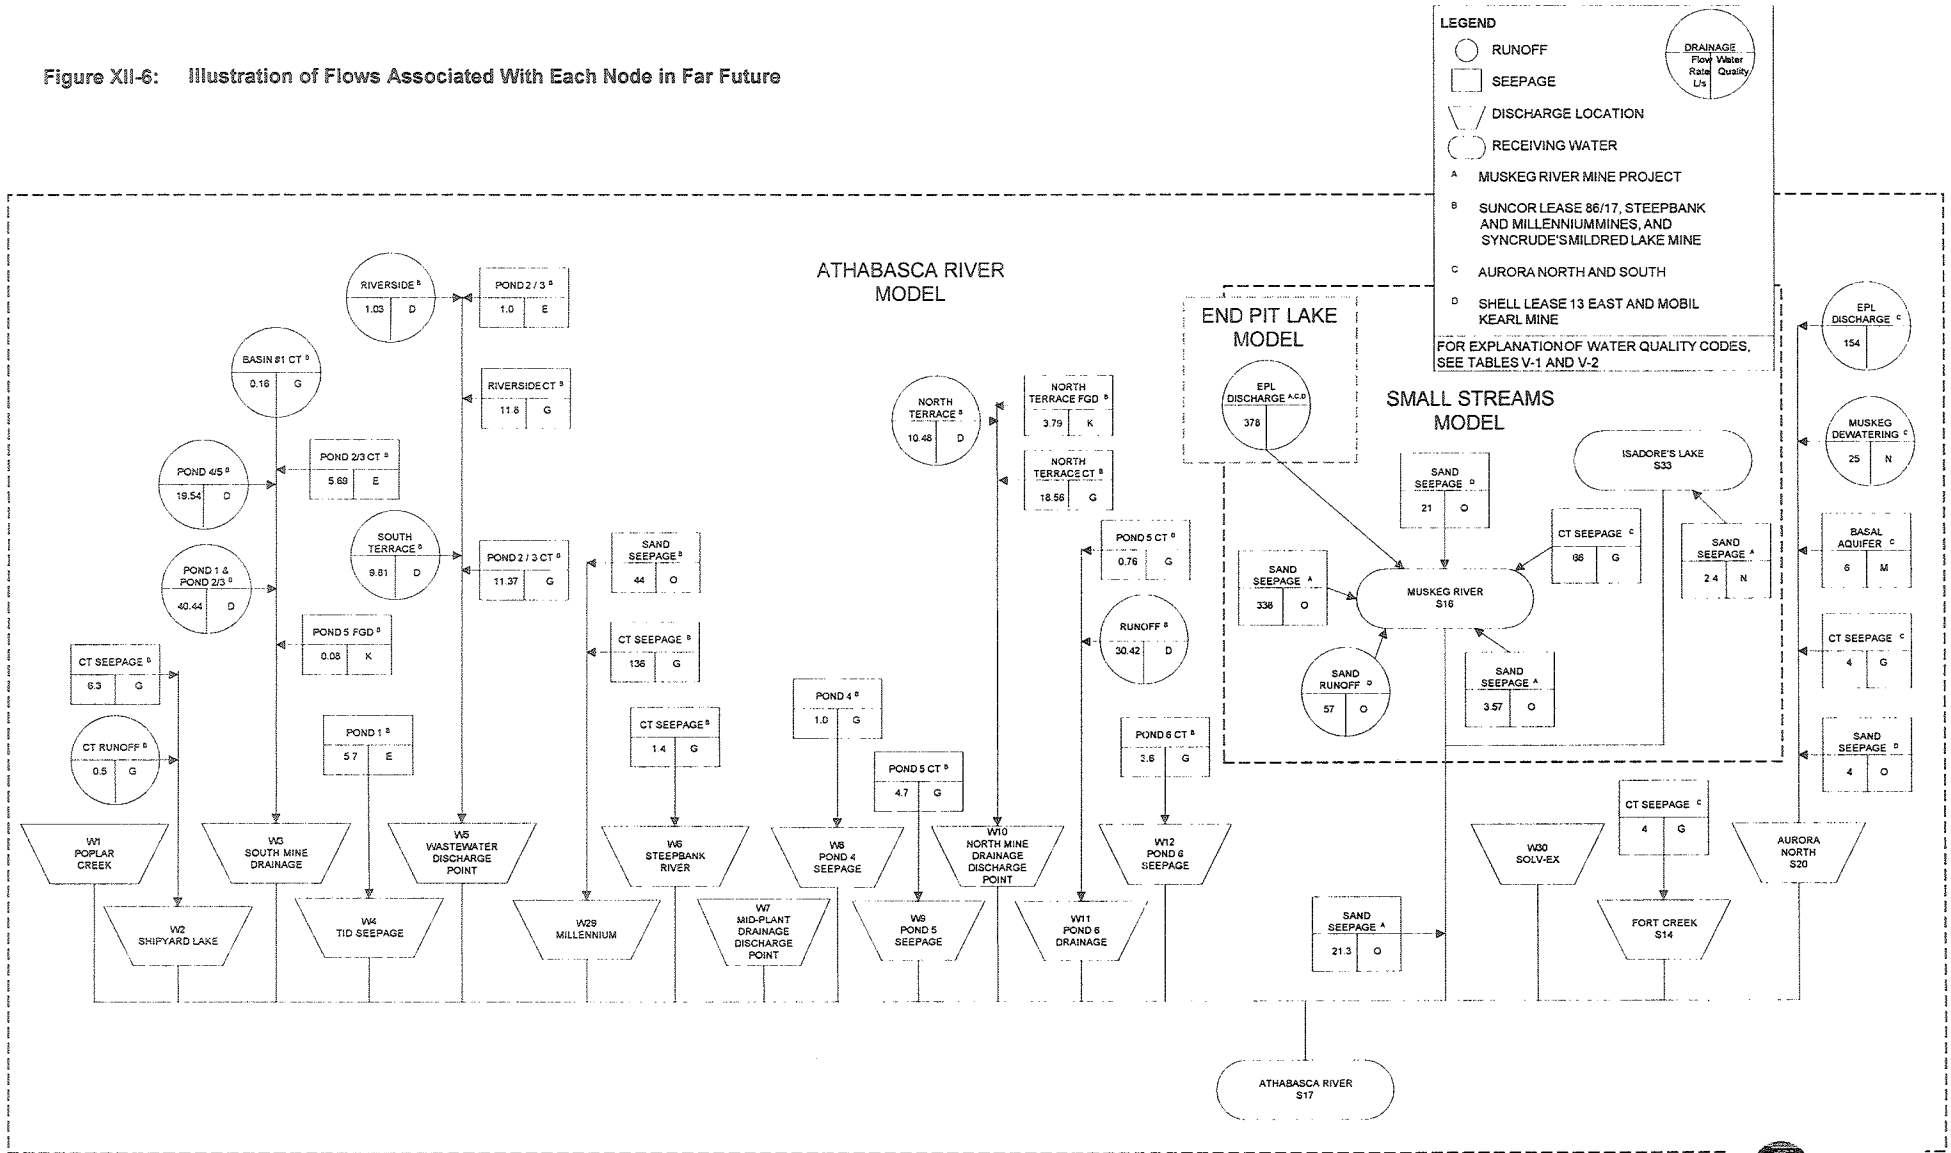 Figure XII-6: Illustration of Flows Associated With Each Node in Far Future
LEGEND
RUNOFF
SEEPAGE
DISCHARGE LOCATION
RECEIVING WATER
A MUSKEG RIVER MINE PROJECT
B SUNCOR LEASE 86/17, STEEPBANK
AND MILLENNIUMMINES, AND
SYNCRUDE'S MILDRED LAKE MINE
C AURORA NORTH AND SOUTH
D SHELL LEASE 13 EAST AND MOBIL
KEARL MINE
FOR EXPLANATION OF WATER QUALITY CODES,
SEE TABLES V-1 AND V-2
DRAINAGE
Flow Water
Rate Quality
L/s
ATHABASCA RIVER
MODEL
END PIT LAKE
MODEL
SMALL STREAMS
MODEL
RIVERSIDE B
1.03 D
POND 2 / 3 B
1.0 E
BASIN #1 CT B
0.16 G
RIVERSIDE CT B
11.8 G
POND 4/5 B
19.54 D
POND 2/3 CT B
5.69 E
SOUTH
TERRACE B
9.81 D
POND 2 / 3 CT B
11.37 G
POND 1 &
POND 2/3 B
40.44 D
POND 5 FGD B
0.08 K
CT SEEPAGE B
6.3 G
CT RUNOFF B
0.5 G
POND 1 B
5.7 E
SAND
SEEPAGE B
44 O
CT SEEPAGE B
136 G
CT SEEPAGE B
1.4 G
POND 4 B
1.0 G
POND 5 CT B
4.7 G
NORTH
TERRACE B
10.48 D
NORTH
TERRACE FGD B
3.79 K
NORTH
TERRACE CT B
18.56 G
POND 5 CT B
0.76 G
RUNOFF B
30.42 D
POND 6 CT B
3.6 G
EPL
DISCHARGE A,C,D
378
SAND
SEEPAGE D
21 O
ISADORE'S LAKE
S33
CT SEEPAGE C
68 G
SAND
SEEPAGE A
2.4 N
SAND
SEEPAGE A
338 O
MUSKEG RIVER
S16
SAND
RUNOFF D
57 O
SAND
SEEPAGE A
3.57 O
EPL
DISCHARGE C
154
MUSKEG
DEWATERING C
25 N
BASAL
AQUIFER C
6 M
CT SEEPAGE C
4 G
SAND
SEEPAGE D
4 O
CT SEEPAGE C
4 G
SAND
SEEPAGE A
21.3 O
W1
POPLAR
CREEK
W2
SHIPYARD LAKE
W3
SOUTH MINE
DRAINAGE
W4
TID SEEPAGE
W5
WASTEWATER
DISCHARGE
POINT
W29
MILLENNIUM
W6
STEEPBANK
RIVER
W7
MID-PLANT
DRAINAGE
DISCHARGE
POINT
W8
POND 4
SEEPAGE
W9
POND 5
SEEPAGE
W10
NORTH MINE
DRAINAGE
DISCHARGE
POINT
W11
POND 6
DRAINAGE
W12
POND 6
SEEPAGE
W30
SOLV-EX
FORT CREEK
S14
AURORA
NORTH
S20
ATHABASCA RIVER
S17